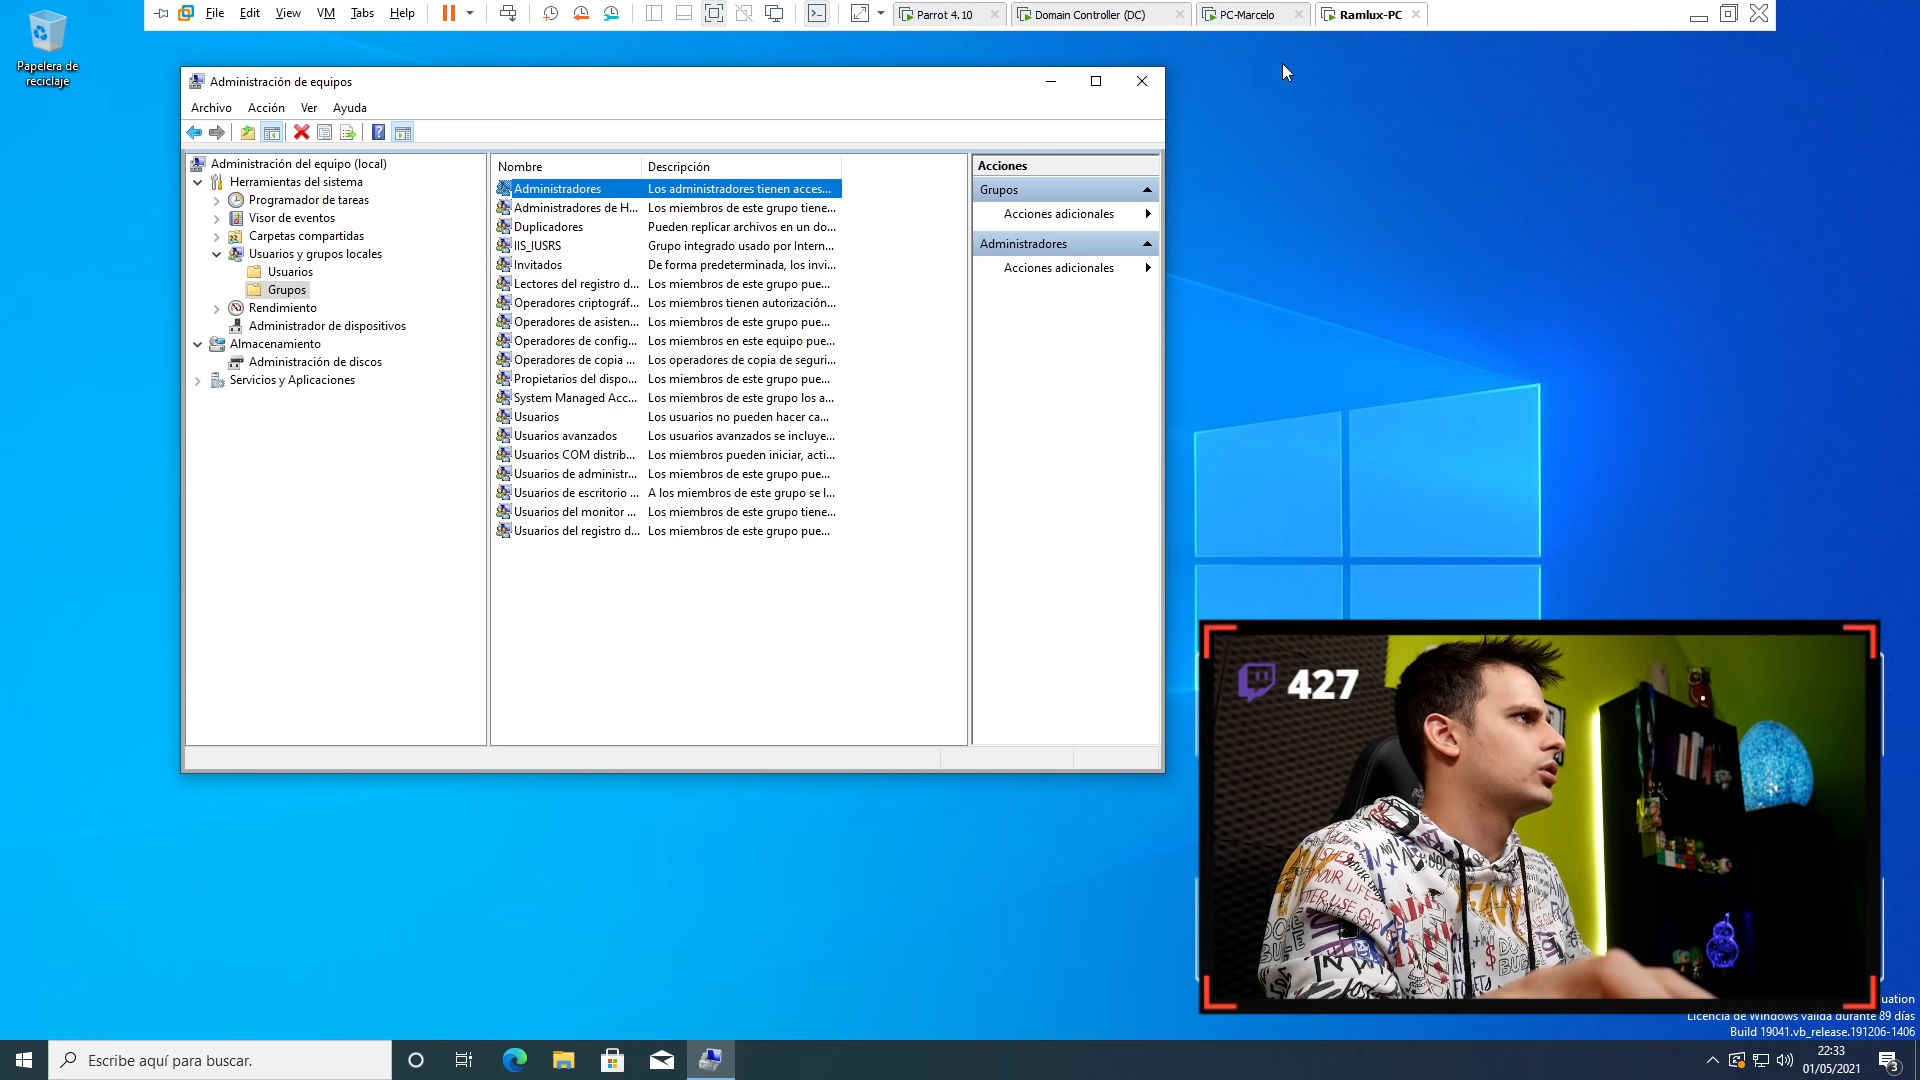 File Edit View VM Tabs Help
Parrot 4.10
Domain Controller (DC)
PC-Marcelo
Ramlux-PC
Papelera de
reciclaje
Administración de equipos
Archivo Acción Ver Ayuda
Administración del equipo (local)
Herramientas del sistema
Programador de tareas
Visor de eventos
Carpetas compartidas
Usuarios y grupos locales
Usuarios
Grupos
Rendimiento
Administrador de dispositivos
Almacenamiento
Administración de discos
Servicios y Aplicaciones
Nombre Descripción
Administradores Los administradores tienen acces...
Administradores de H... Los miembros de este grupo tiene...
Duplicadores Pueden replicar archivos en un do...
IIS_IUSRS Grupo integrado usado por Intern...
Invitados De forma predeterminada, los invi...
Lectores del registro d... Los miembros de este grupo pue...
Operadores criptográf... Los miembros tienen autorización...
Operadores de asisten... Los miembros de este grupo pue...
Operadores de config... Los miembros en este equipo pue...
Operadores de copia ... Los operadores de copia de seguri...
Propietarios del dispo... Los miembros de este grupo pue...
System Managed Acc... Los miembros de este grupo los a...
Usuarios Los usuarios no pueden hacer ca...
Usuarios avanzados Los usuarios avanzados se incluye...
Usuarios COM distrib... Los miembros pueden iniciar, acti...
Usuarios de administr... Los miembros de este grupo pue...
Usuarios de escritorio ... A los miembros de este grupo se l...
Usuarios del monitor ... Los miembros de este grupo tiene...
Usuarios del registro d... Los miembros de este grupo pue...
Acciones
Grupos
Acciones adicionales
Administradores
Acciones adicionales
427
uation
Licencia de Windows válida durante 89 días
Build 19041.vb_release.191206-1406
Escribe aquí para buscar.
22:33
01/05/2021
3